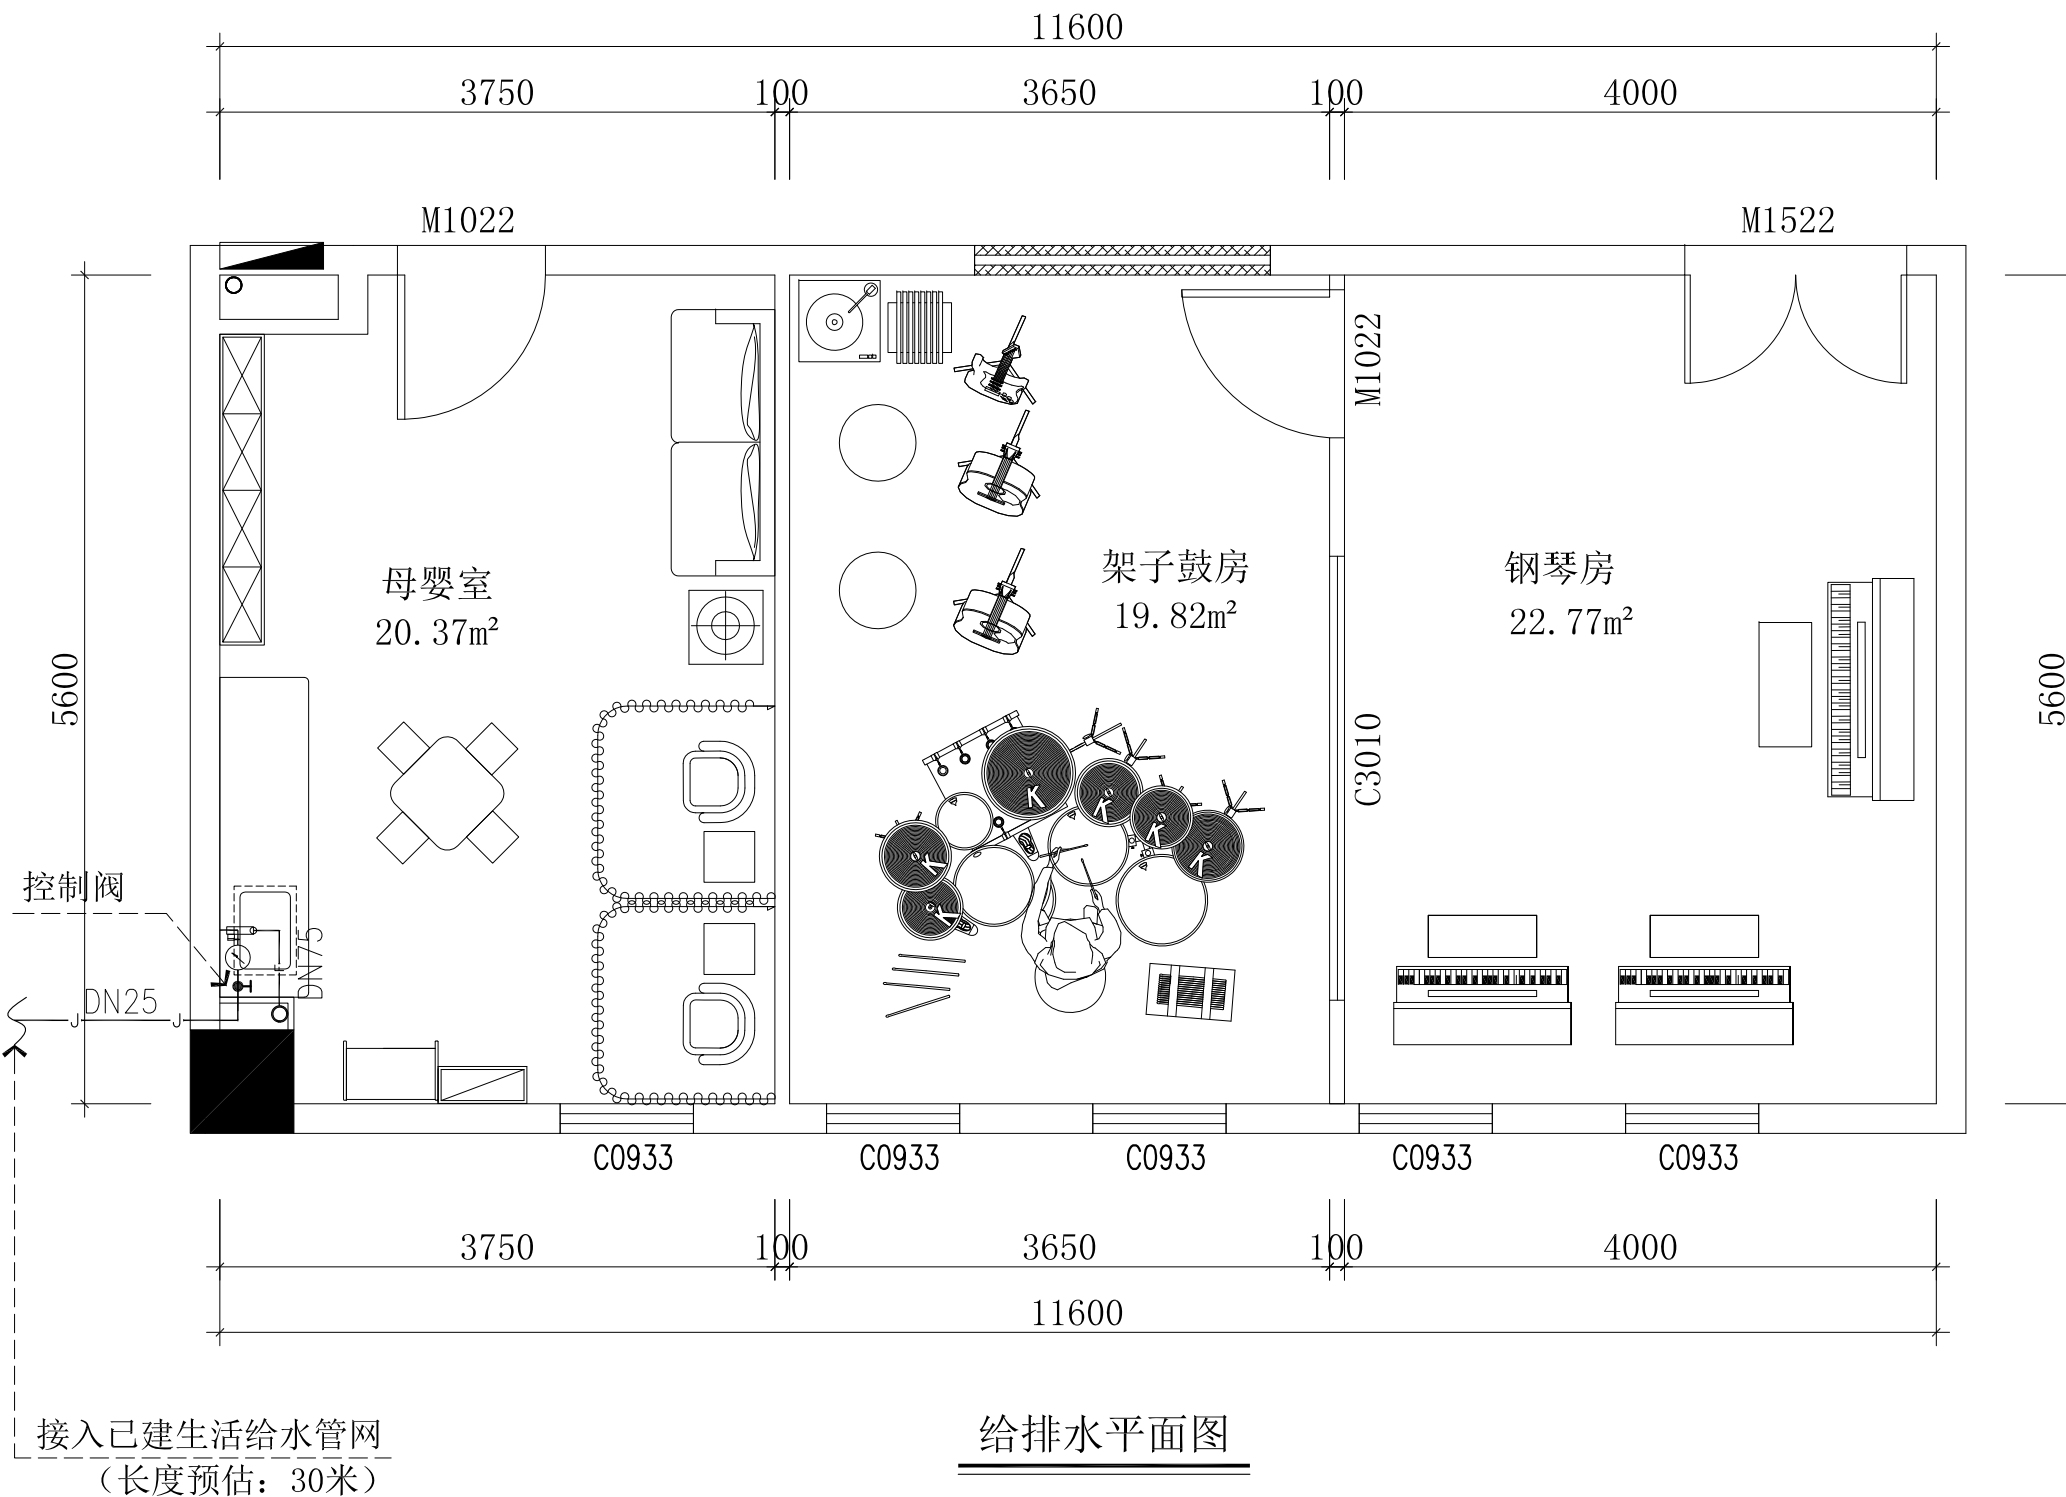 11600
3750 100 3650 100 4000
M1022
M1522
M1022
母婴室
20.37m²
架子鼓房
19.82m²
钢琴房
22.77m²
5600
5600
C3010
K K K K K K
控制阀
J DN25 J
C0933 C0933 C0933 C0933 C0933
3750 100 3650 100 4000
11600
接入已建生活给水管网
（长度预估：30米）
给排水平面图